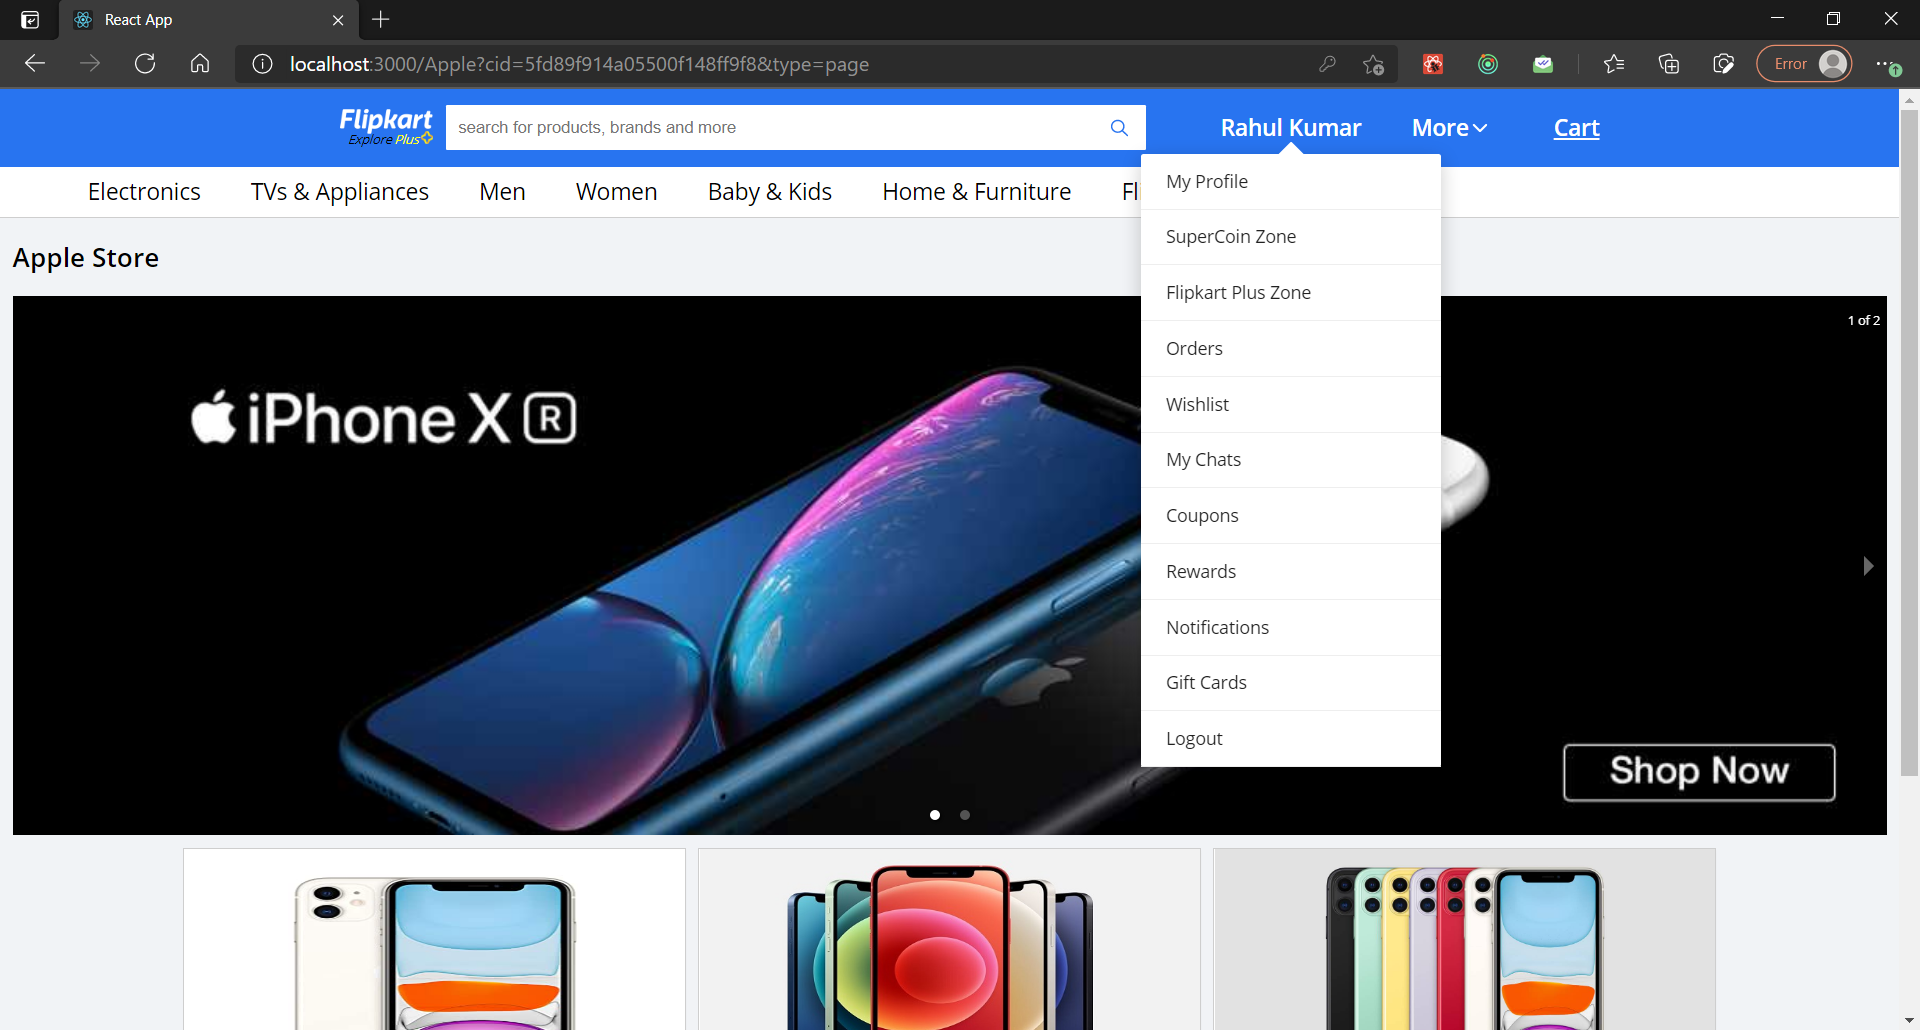 React App
localhost:3000/Apple?cid=5fd89f914a05500f148ff9f8&type=page
Error
Flipkart
Explore Plus
search for products, brands and more
Rahul Kumar
More
Cart
Electronics
TVs & Appliances
Men
Women
Baby & Kids
Home & Furniture
Fl
My Profile
SuperCoin Zone
Flipkart Plus Zone
Orders
Wishlist
My Chats
Coupons
Rewards
Notifications
Gift Cards
Logout
Apple Store
1 of 2
iPhone XR
Shop Now